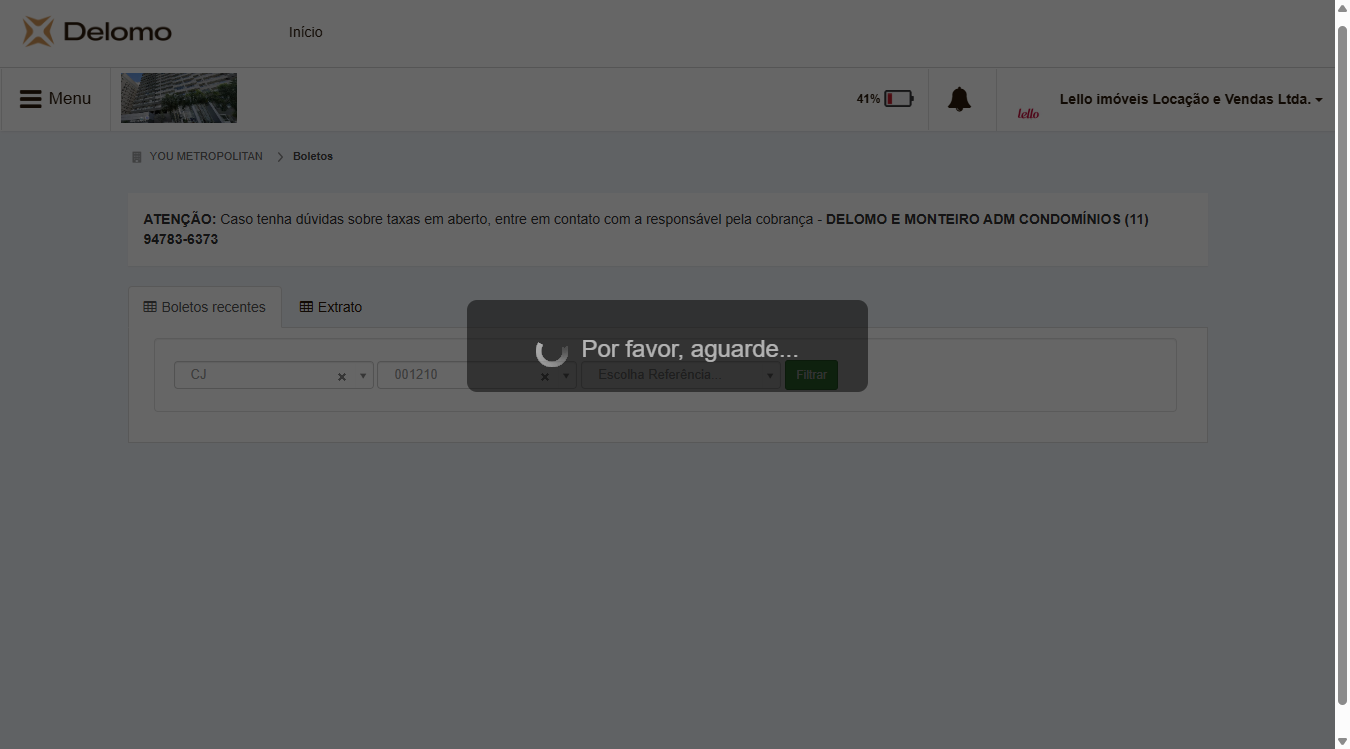 Delomo
Início
Menu
41%
lello
Lello imóveis Locação e Vendas Ltda.
YOU METROPOLITAN
Boletos
ATENÇÃO: Caso tenha dúvidas sobre taxas em aberto, entre em contato com a responsável pela cobrança - DELOMO E MONTEIRO ADM CONDOMÍNIOS (11)
94783-6373
Boletos recentes
Extrato
Por favor, aguarde...
CJ
001210
Escolha Referência...
Filtrar